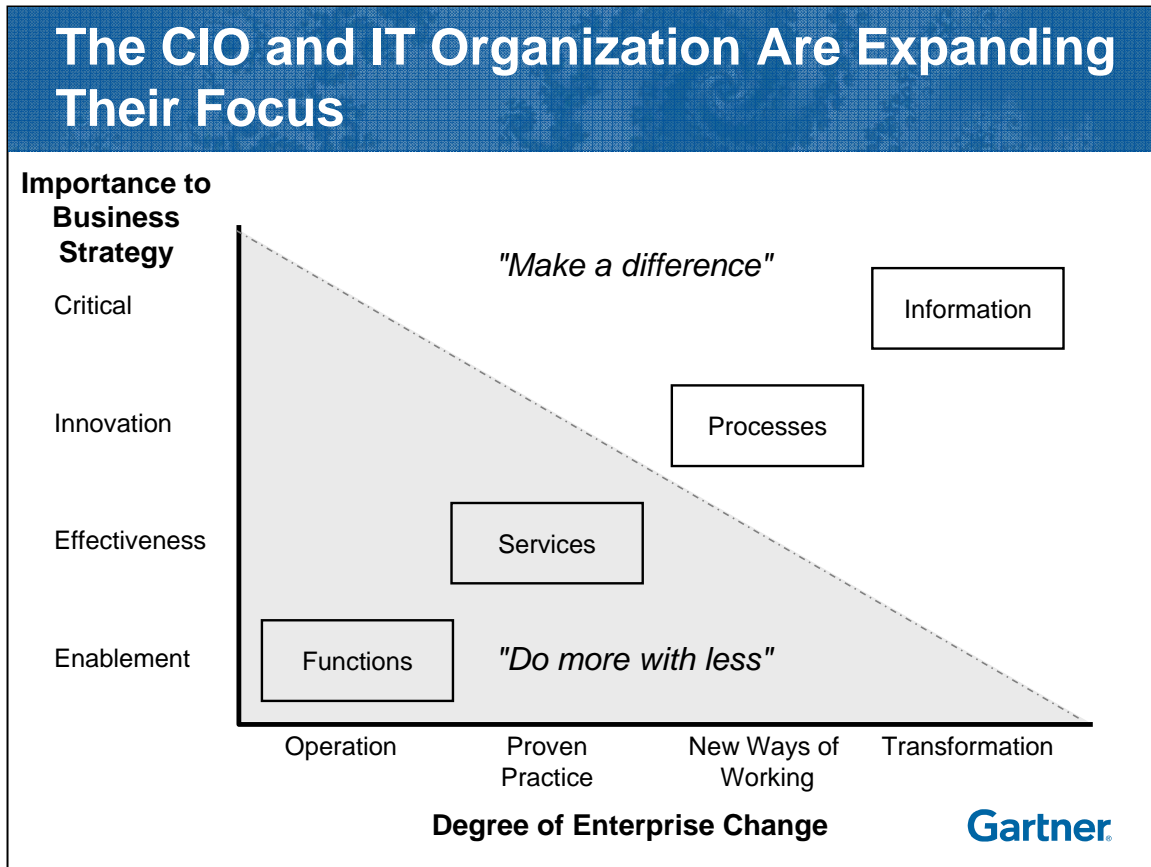 The CIO and IT Organization Are Expanding
Their Focus
Importance to
Business
Strategy
"Make a difference"
Critical
Information
Innovation
Processes
Effectiveness
Services
Enablement
Functions
"Do more with less"
Operation
Proven
Practice
New Ways of
Working
Transformation
Degree of Enterprise Change
Gartner®